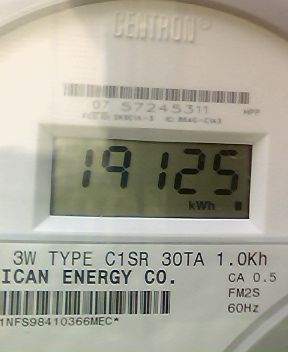 CENTRON®
07 57245311
19125
kWh
3W TYPE C1SR 30TA 1.0Kh
ICAN ENERGY CO. CA 0.5
FM2S
60Hz
1NFS98410366MEC*